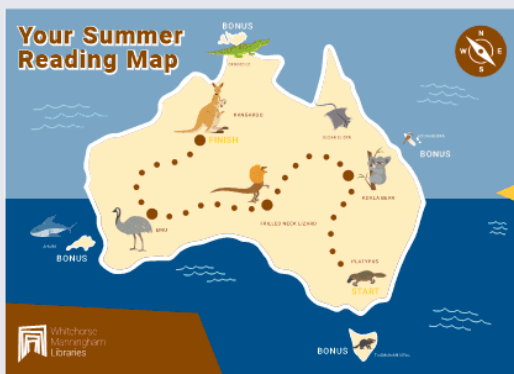 Your Summer
Reading Map
BONUS
CROCODILE
N
W
E
S
KANGAROO
FINISH
BONUS
KOALA BEAR
FRILLED NECK LIZARD
EMU
SHARK
BONUS
PLATYPUS
START
BONUS
TASMANIAN DEVIL
Whitehorse
Manningham
Libraries